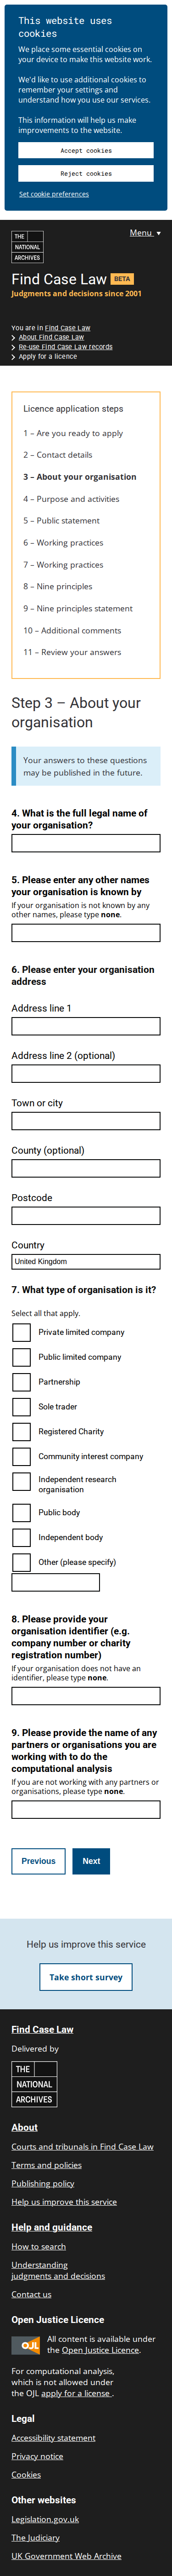 This website uses
cookies
We place some essential cookies on
your device to make this website work.
We'd like to use additional cookies to
remember your settings and
understand how you use our services.
This information will help us make
improvements to the website.
Accept cookies
Reject cookies
Set cookie preferences
THE
NATIONAL
ARCHIVES
Menu
Find Case Law BETA
Judgments and decisions since 2001
You are in Find Case Law
About Find Case Law
Re-use Find Case Law records
Apply for a licence
Licence application steps
1 – Are you ready to apply
2 – Contact details
3 – About your organisation
4 – Purpose and activities
5 – Public statement
6 – Working practices
7 – Working practices
8 – Nine principles
9 – Nine principles statement
10 – Additional comments
11 – Review your answers
Step 3 – About your
organisation
Your answers to these questions
may be published in the future.
4. What is the full legal name of
your organisation?
5. Please enter any other names
your organisation is known by
If your organisation is not known by any
other names, please type none.
6. Please enter your organisation
address
Address line 1
Address line 2 (optional)
Town or city
County (optional)
Postcode
Country
United Kingdom
7. What type of organisation is it?
Select all that apply.
Private limited company
Public limited company
Partnership
Sole trader
Registered Charity
Community interest company
Independent research
organisation
Public body
Independent body
Other (please specify)
8. Please provide your
organisation identifier (e.g.
company number or charity
registration number)
If your organisation does not have an
identifier, please type none.
9. Please provide the name of any
partners or organisations you are
working with to do the
computational analysis
If you are not working with any partners or
organisations, please type none.
Previous
Next
Help us improve this service
Take short survey
Find Case Law
Delivered by
THE
NATIONAL
ARCHIVES
About
Courts and tribunals in Find Case Law
Terms and policies
Publishing policy
Help us improve this service
Help and guidance
How to search
Understanding
judgments and decisions
Contact us
Open Justice Licence
OJL
All content is available under
the Open Justice Licence.
For computational analysis,
which is not allowed under
the OJL apply for a license .
Legal
Accessibility statement
Privacy notice
Cookies
Other websites
Legislation.gov.uk
The Judiciary
UK Government Web Archive